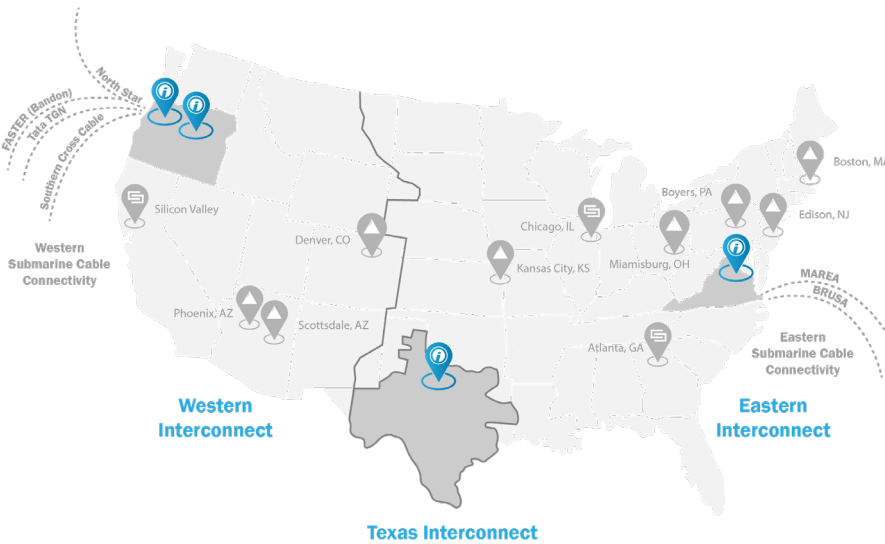 North Star
FASTER (Bandon)
Tata TGN
Southern Cross Cable
Silicon Valley
Western
Submarine Cable
Connectivity
Denver, CO
Phoenix, AZ
Scottsdale, AZ
Kansas City, KS
Chicago, IL
Miamisburg, OH
Boyers, PA
Boston, MA
Edison, NJ
Atlanta, GA
MAREA
BRUSA
Eastern
Submarine Cable
Connectivity
Western
Interconnect
Eastern
Interconnect
Texas Interconnect